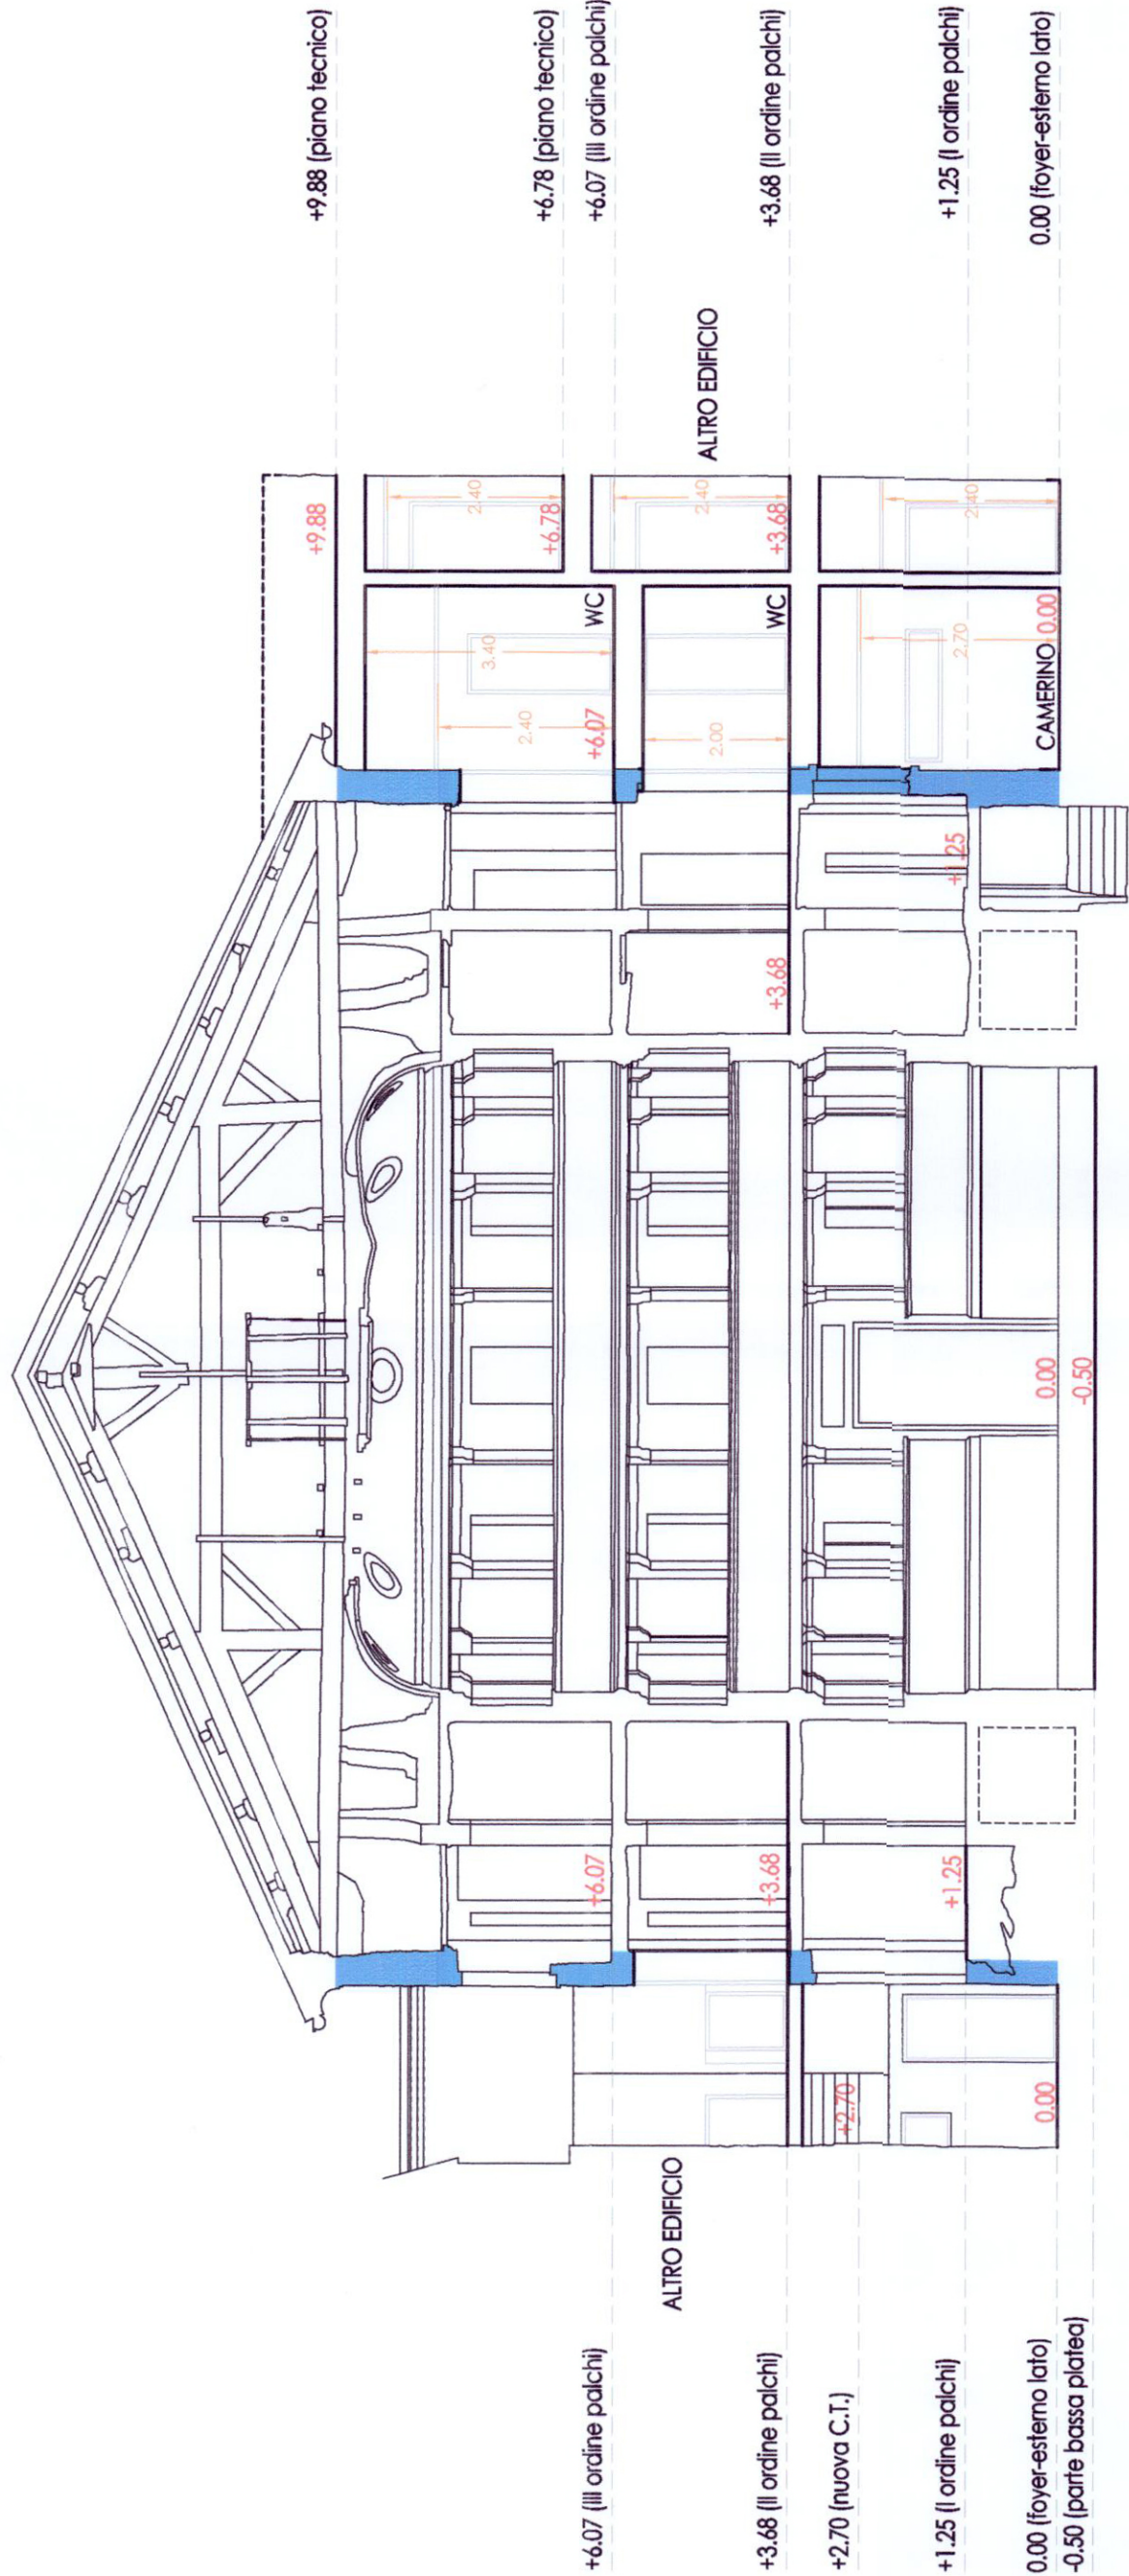 +9.88 (piano tecnico)
+6.78 (piano tecnico)
+6.07 (III ordine palchi)
+3.68 (II ordine palchi)
+1.25 (I ordine palchi)
0.00 (foyer-esterno lato)
ALTRO EDIFICIO
+9.88
2.40
+6.78
2.40
+3.68
2.40
3.40
2.40
WC
+6.07
2.00
WC
2.70
CAMERINO 0.00
+1.25
+3.68
0.00
-0.50
+6.07
+3.68
+1.25
+2.70
0.00
ALTRO EDIFICIO
+6.07 (III ordine palchi)
+3.68 (II ordine palchi)
+2.70 (nuova C.T.)
+1.25 (I ordine palchi)
0.00 (foyer-esterno lato)
-0.50 (parte bassa platea)